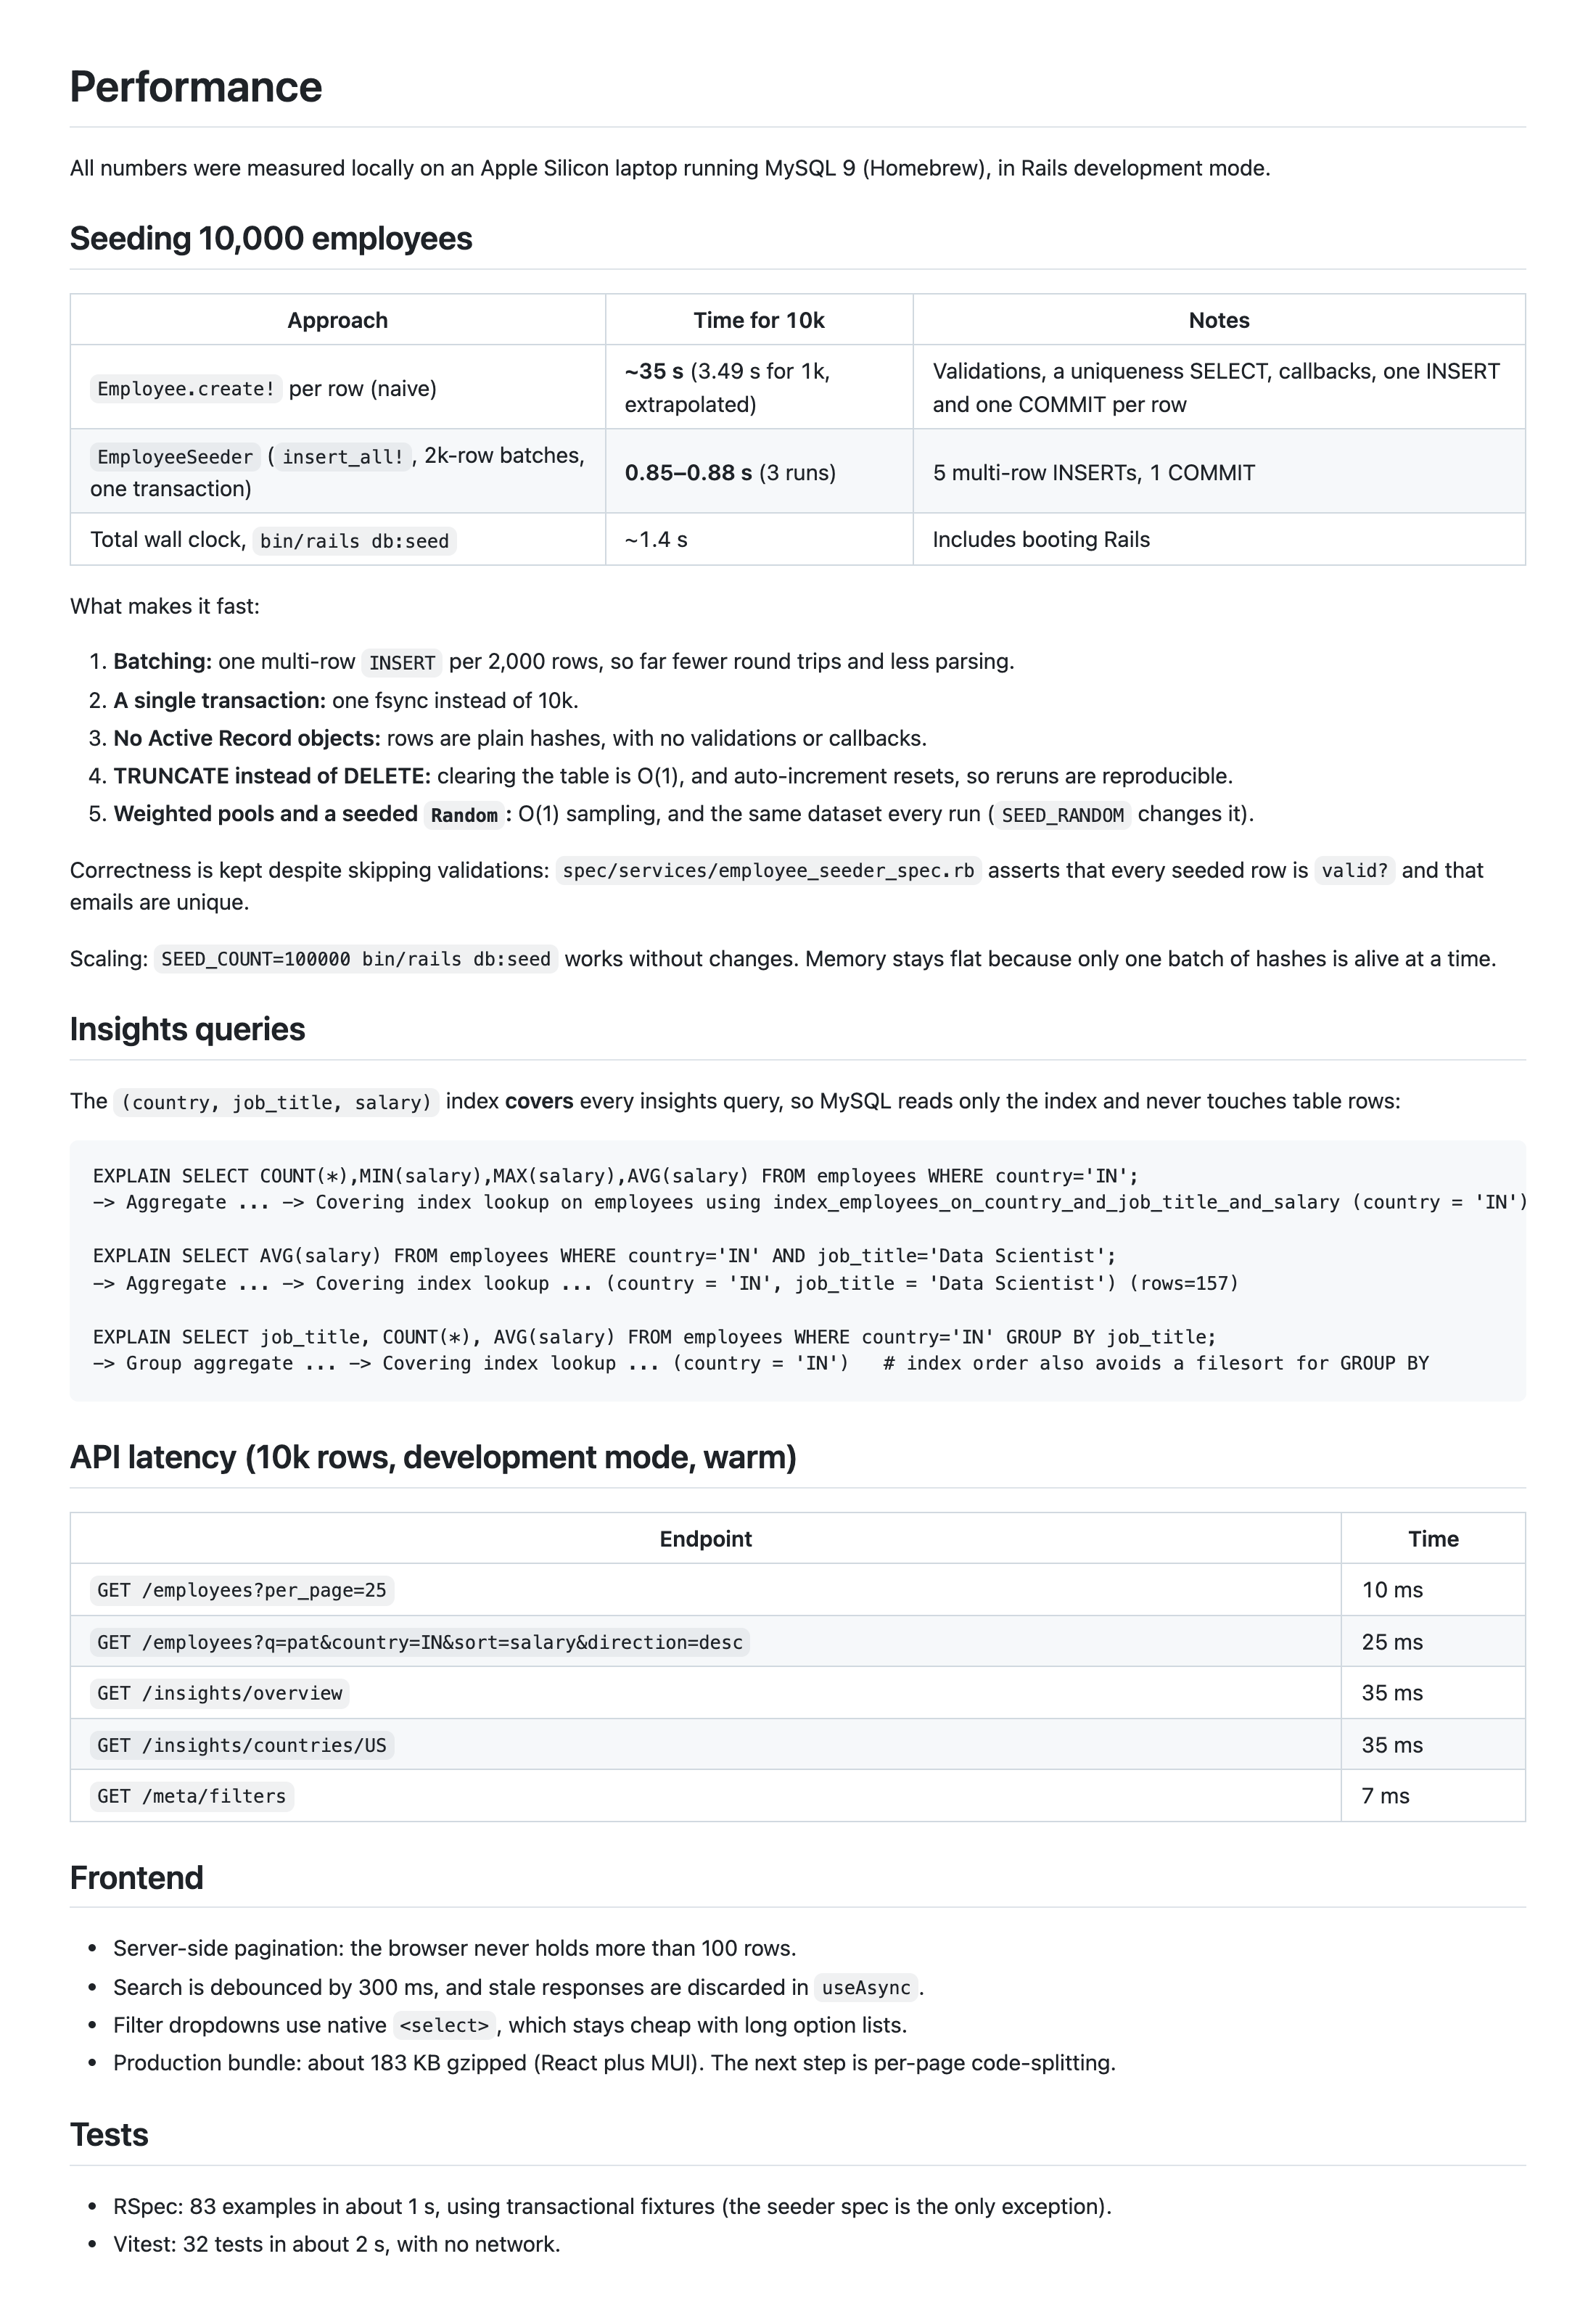 Performance
All numbers were measured locally on an Apple Silicon laptop running MySQL 9 (Homebrew), in Rails development mode.
Seeding 10,000 employees
Approach Time for 10k Notes
Employee.create! per row (naive)
~35 s (3.49 s for 1k,
extrapolated)
Validations, a uniqueness SELECT, callbacks, one INSERT
and one COMMIT per row
EmployeeSeeder (insert_all!, 2k-row batches,
one transaction)
0.85–0.88 s (3 runs)
5 multi-row INSERTs, 1 COMMIT
Total wall clock, bin/rails db:seed
~1.4 s
Includes booting Rails
What makes it fast:
1. Batching: one multi-row INSERT per 2,000 rows, so far fewer round trips and less parsing.
2. A single transaction: one fsync instead of 10k.
3. No Active Record objects: rows are plain hashes, with no validations or callbacks.
4. TRUNCATE instead of DELETE: clearing the table is O(1), and auto-increment resets, so reruns are reproducible.
5. Weighted pools and a seeded Random: O(1) sampling, and the same dataset every run (SEED_RANDOM changes it).
Correctness is kept despite skipping validations: spec/services/employee_seeder_spec.rb asserts that every seeded row is valid? and that
emails are unique.
Scaling: SEED_COUNT=100000 bin/rails db:seed works without changes. Memory stays flat because only one batch of hashes is alive at a time.
Insights queries
The (country, job_title, salary) index covers every insights query, so MySQL reads only the index and never touches table rows:
EXPLAIN SELECT COUNT(*),MIN(salary),MAX(salary),AVG(salary) FROM employees WHERE country='IN';
-> Aggregate ... -> Covering index lookup on employees using index_employees_on_country_and_job_title_and_salary (country = 'IN')
EXPLAIN SELECT AVG(salary) FROM employees WHERE country='IN' AND job_title='Data Scientist';
-> Aggregate ... -> Covering index lookup ... (country = 'IN', job_title = 'Data Scientist') (rows=157)
EXPLAIN SELECT job_title, COUNT(*), AVG(salary) FROM employees WHERE country='IN' GROUP BY job_title;
-> Group aggregate ... -> Covering index lookup ... (country = 'IN')   # index order also avoids a filesort for GROUP BY
API latency (10k rows, development mode, warm)
Endpoint Time
GET /employees?per_page=25 10 ms
GET /employees?q=pat&country=IN&sort=salary&direction=desc 25 ms
GET /insights/overview 35 ms
GET /insights/countries/US 35 ms
GET /meta/filters 7 ms
Frontend
• Server-side pagination: the browser never holds more than 100 rows.
• Search is debounced by 300 ms, and stale responses are discarded in useAsync.
• Filter dropdowns use native <select>, which stays cheap with long option lists.
• Production bundle: about 183 KB gzipped (React plus MUI). The next step is per-page code-splitting.
Tests
• RSpec: 83 examples in about 1 s, using transactional fixtures (the seeder spec is the only exception).
• Vitest: 32 tests in about 2 s, with no network.